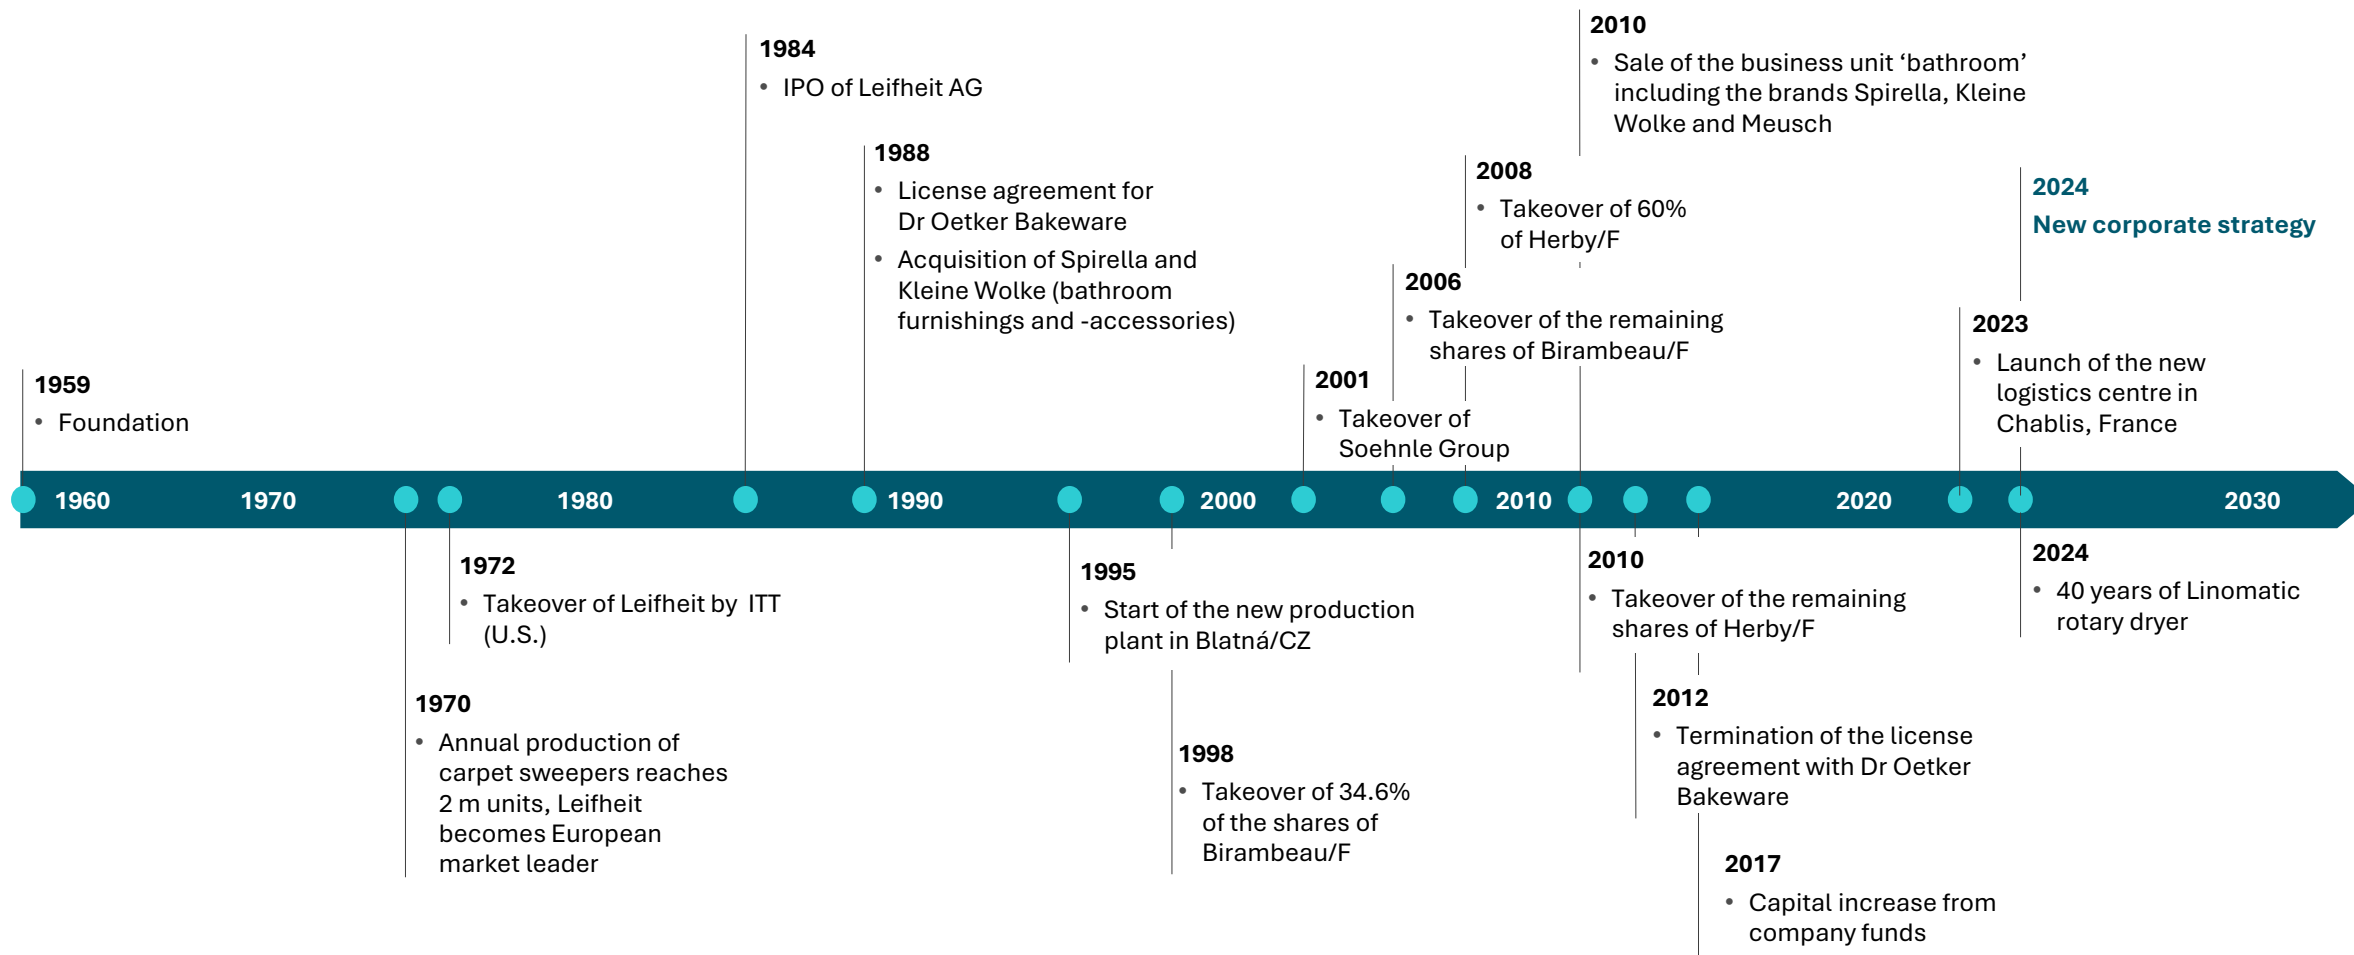 2010
• Sale of the business unit ‘bathroom’
including the brands Spirella, Kleine
Wolke and Meusch
1984
• IPO of Leifheit AG
1988
• License agreement for
Dr Oetker Bakeware
• Acquisition of Spirella and
Kleine Wolke (bathroom
furnishings and -accessories)
2008
• Takeover of 60%
of Herby/F
2024
New corporate strategy
2006
• Takeover of the remaining
shares of Birambeau/F
2023
• Launch of the new
logistics centre in
Chablis, France
2001
• Takeover of
Soehnle Group
1959
• Foundation
1960 1970 1980 1990 2000 2010 2020 2030
1972
• Takeover of Leifheit by ITT
(U.S.)
1970
• Annual production of
carpet sweepers reaches
2 m units, Leifheit
becomes European
market leader
1995
• Start of the new production
plant in Blatná/CZ
1998
• Takeover of 34.6%
of the shares of
Birambeau/F
2010
• Takeover of the remaining
shares of Herby/F
2012
• Termination of the license
agreement with Dr Oetker
Bakeware
2017
• Capital increase from
company funds
2024
• 40 years of Linomatic
rotary dryer